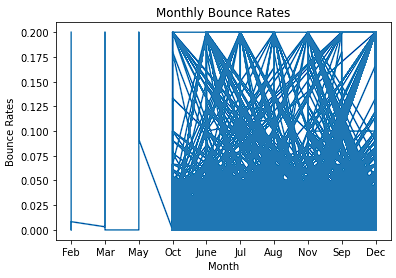 Monthly Bounce Rates
0.200
0.175
0.150
0.125
0.100
0.075
0.050
0.025
0.000
Bounce Rates
Feb Mar May Oct June Jul Aug Nov Sep Dec
Month